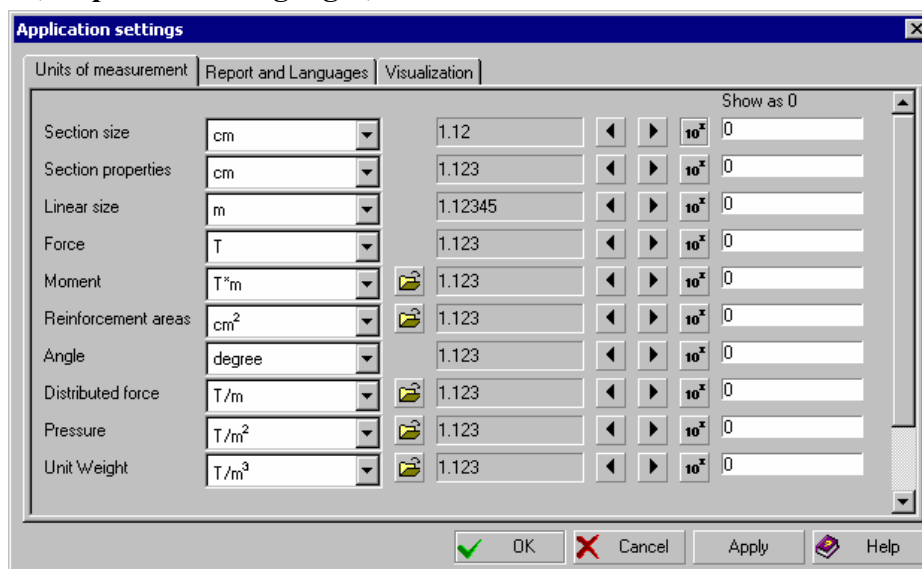 Application settings
Units of measurement Report and Languages Visualization
Show as 0
Section size cm 1.12 10ˣ 0
Section properties cm 1.123 10ˣ 0
Linear size m 1.12345 10ˣ 0
Force T 1.123 10ˣ 0
Moment T*m 1.123 10ˣ 0
Reinforcement areas cm² 1.123 10ˣ 0
Angle degree 1.123 10ˣ 0
Distributed force T/m 1.123 10ˣ 0
Pressure T/m² 1.123 10ˣ 0
Unit Weight T/m³ 1.123 10ˣ 0
OK Cancel Apply Help